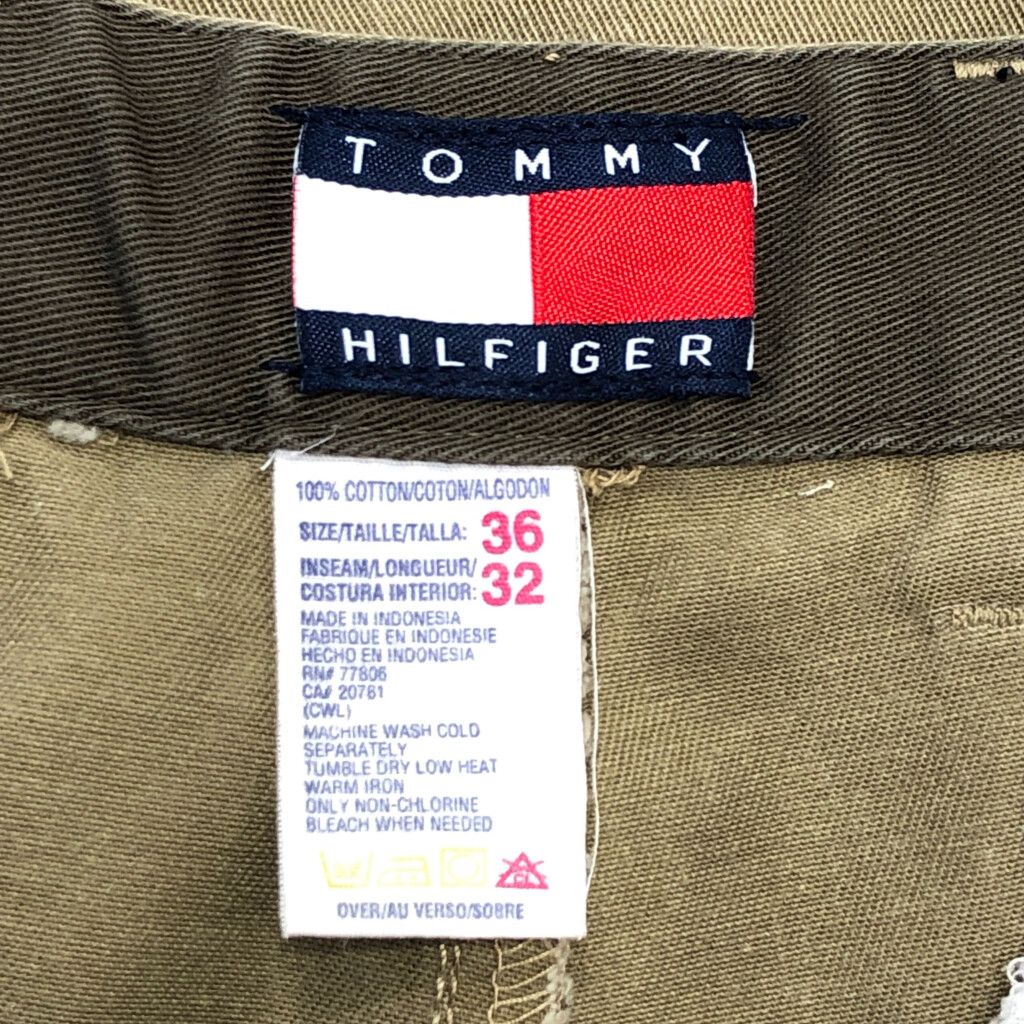 TOMMY
HILFIGER
100% COTTON/COTON/ALGODON
SIZE/TAILLE/TALLA: 36
INSEAM/LONGUEUR/
COSTURA INTERIOR: 32
MADE IN INDONESIA
FABRIQUE EN INDONESIE
HECHO EN INDONESIA
RN# 77806
CA# 20761
(CWL)
MACHINE WASH COLD
SEPARATELY
TUMBLE DRY LOW HEAT
WARM IRON
ONLY NON-CHLORINE
BLEACH WHEN NEEDED
OVER/AU VERSO/SOBRE